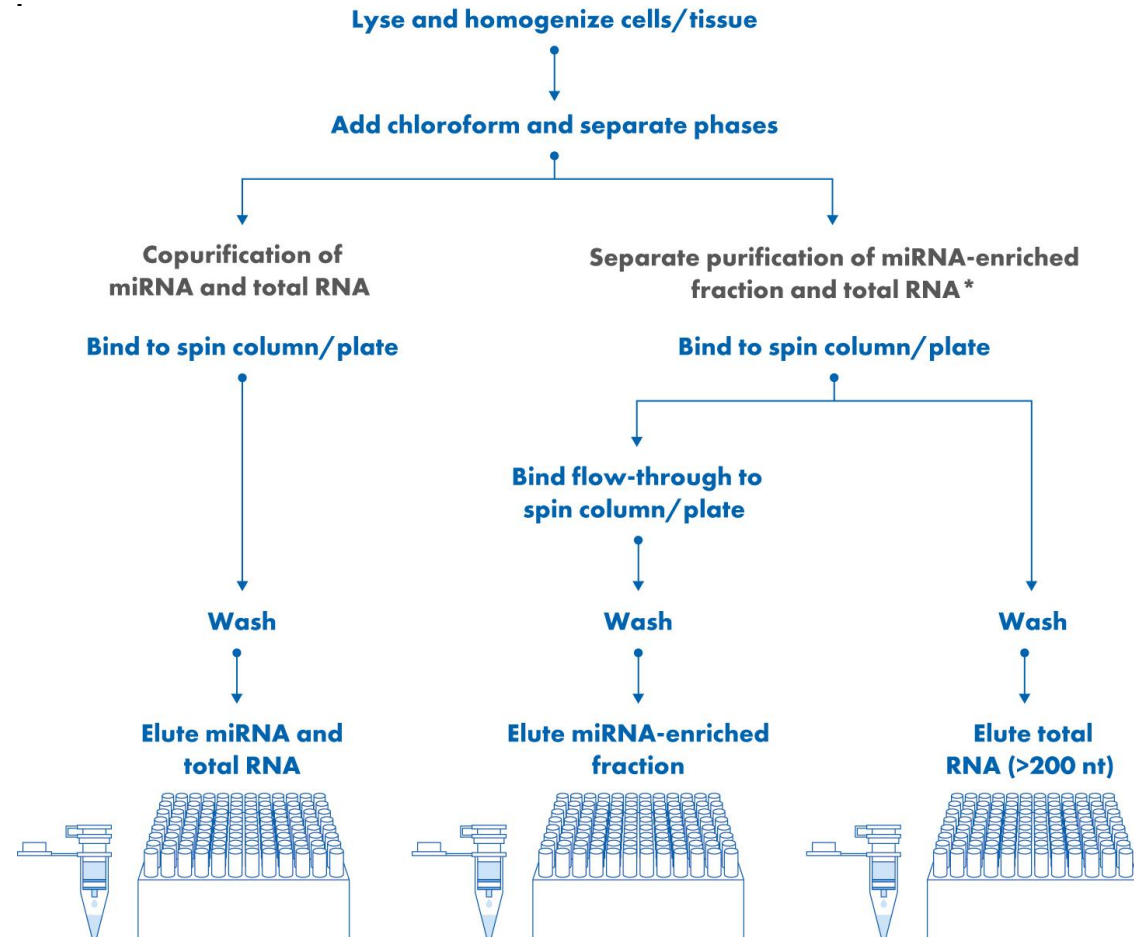 Lyse and homogenize cells/tissue
Add chloroform and separate phases
Copurification of
miRNA and total RNA
Separate purification of miRNA-enriched
fraction and total RNA*
Bind to spin column/plate
Bind to spin column/plate
Bind flow-through to
spin column/plate
Wash
Wash
Wash
Elute miRNA and
total RNA
Elute miRNA-enriched
fraction
Elute total
RNA (>200 nt)